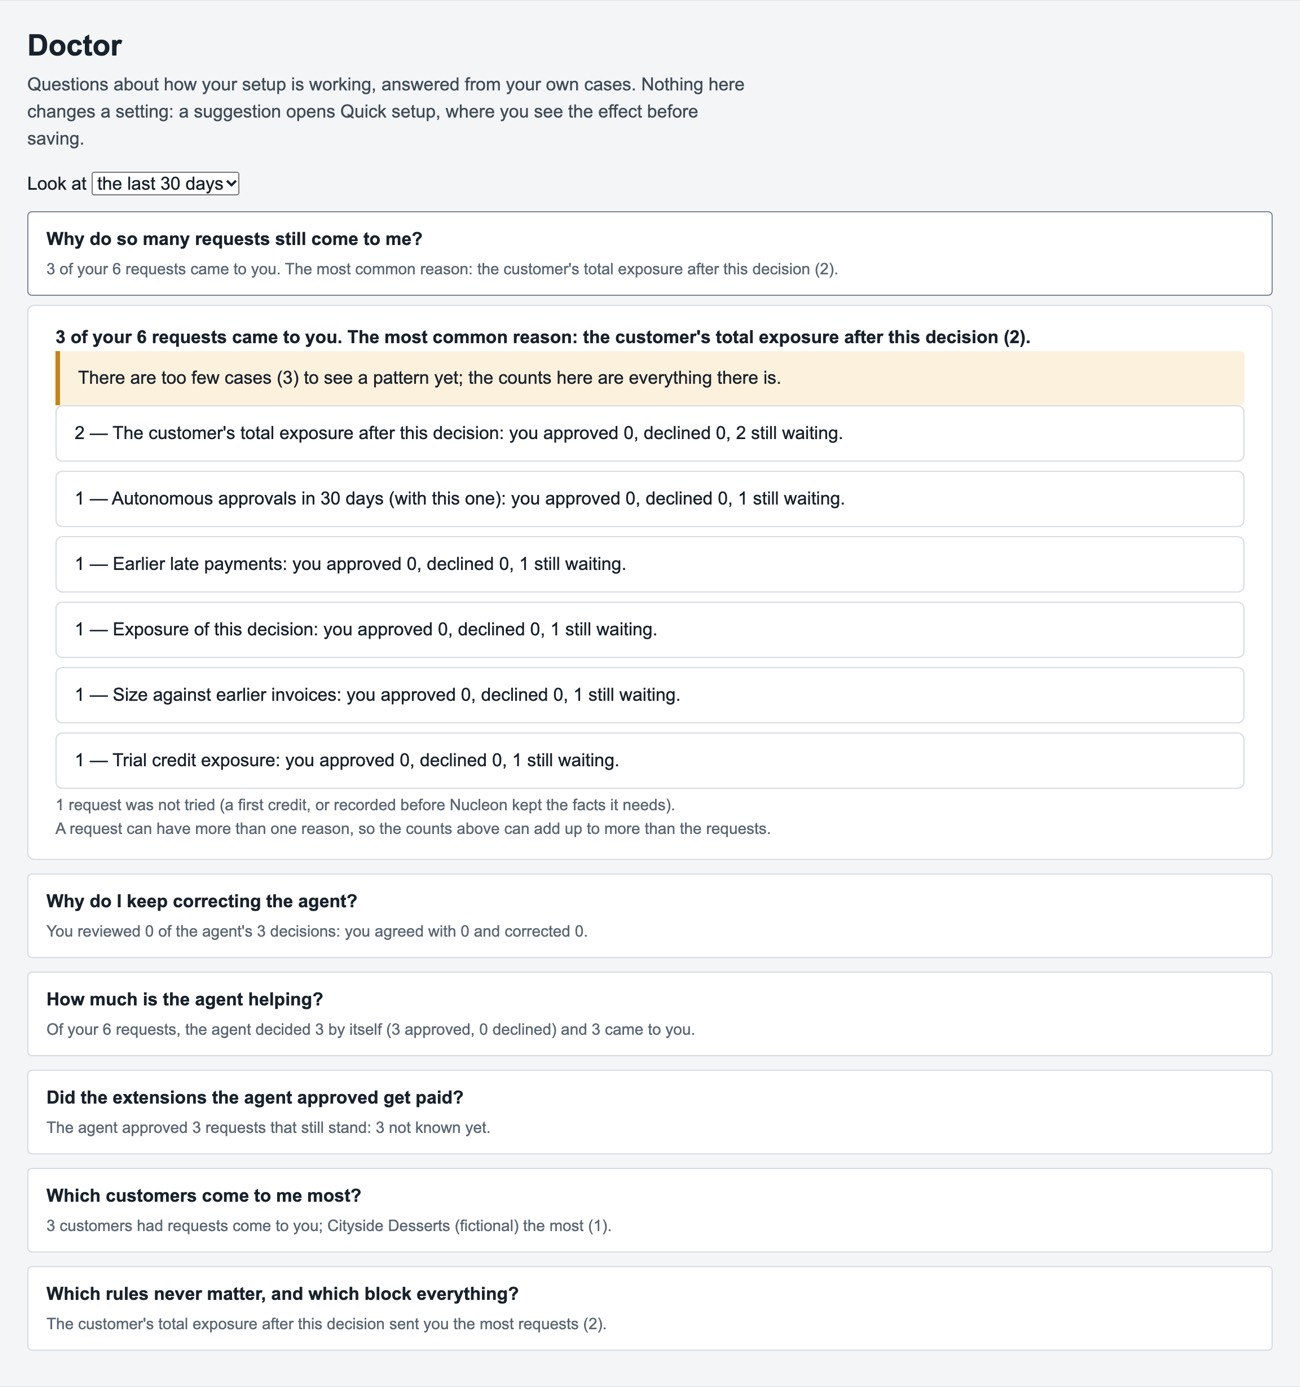 Doctor
Questions about how your setup is working, answered from your own cases. Nothing here
changes a setting: a suggestion opens Quick setup, where you see the effect before
saving.
Look at the last 30 days
Why do so many requests still come to me?
3 of your 6 requests came to you. The most common reason: the customer's total exposure after this decision (2).
3 of your 6 requests came to you. The most common reason: the customer's total exposure after this decision (2).
There are too few cases (3) to see a pattern yet; the counts here are everything there is.
2 — The customer's total exposure after this decision: you approved 0, declined 0, 2 still waiting.
1 — Autonomous approvals in 30 days (with this one): you approved 0, declined 0, 1 still waiting.
1 — Earlier late payments: you approved 0, declined 0, 1 still waiting.
1 — Exposure of this decision: you approved 0, declined 0, 1 still waiting.
1 — Size against earlier invoices: you approved 0, declined 0, 1 still waiting.
1 — Trial credit exposure: you approved 0, declined 0, 1 still waiting.
1 request was not tried (a first credit, or recorded before Nucleon kept the facts it needs).
A request can have more than one reason, so the counts above can add up to more than the requests.
Why do I keep correcting the agent?
You reviewed 0 of the agent's 3 decisions: you agreed with 0 and corrected 0.
How much is the agent helping?
Of your 6 requests, the agent decided 3 by itself (3 approved, 0 declined) and 3 came to you.
Did the extensions the agent approved get paid?
The agent approved 3 requests that still stand: 3 not known yet.
Which customers come to me most?
3 customers had requests come to you; Cityside Desserts (fictional) the most (1).
Which rules never matter, and which block everything?
The customer's total exposure after this decision sent you the most requests (2).